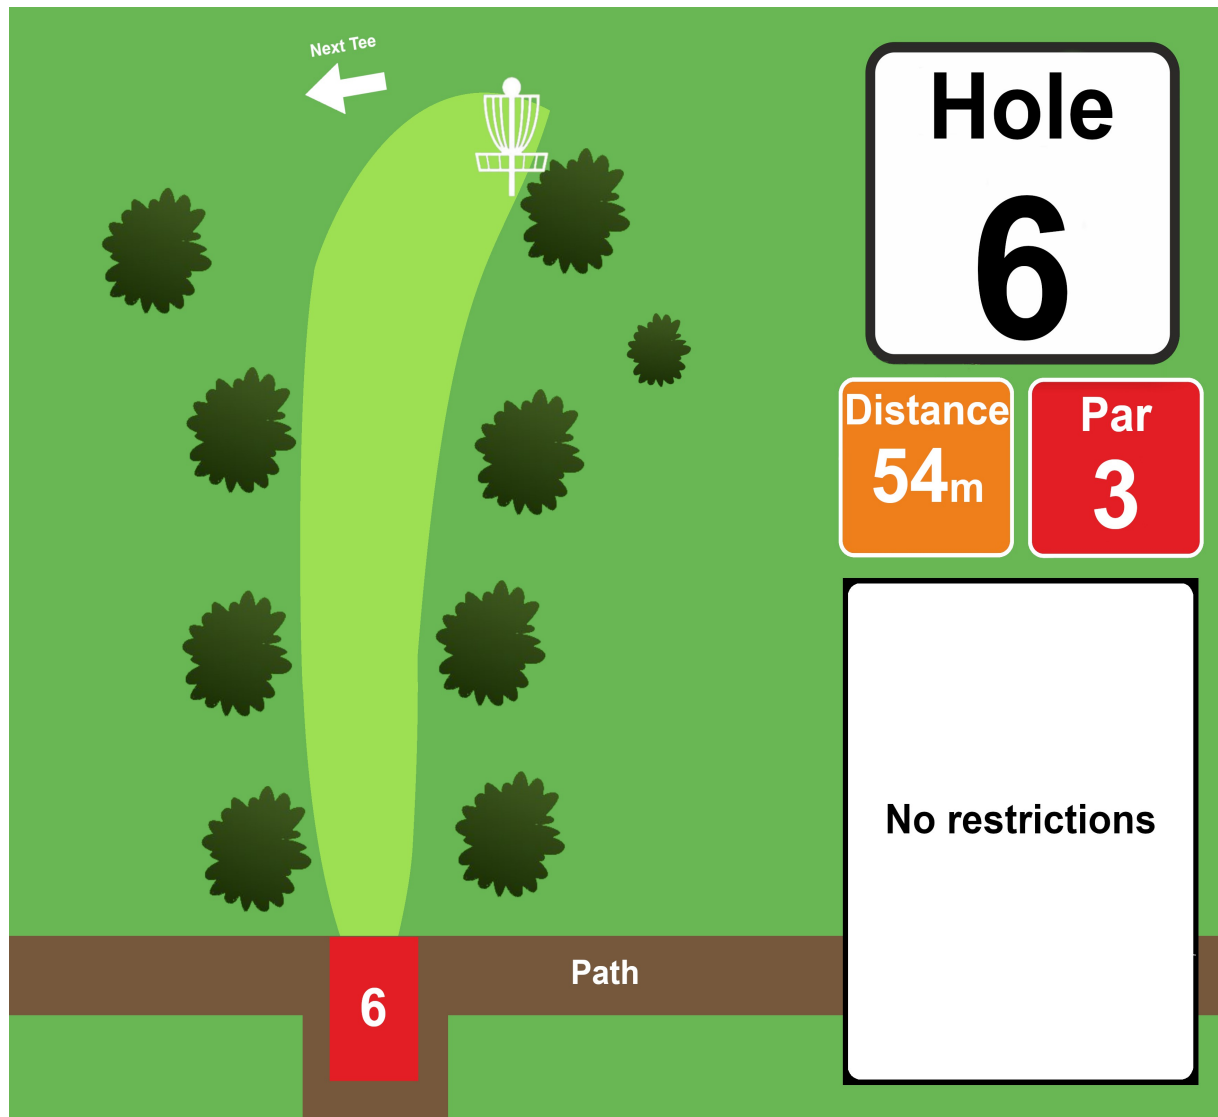 Next Tee
Hole
6
Distance
54m
Par
3
No restrictions
Path
6